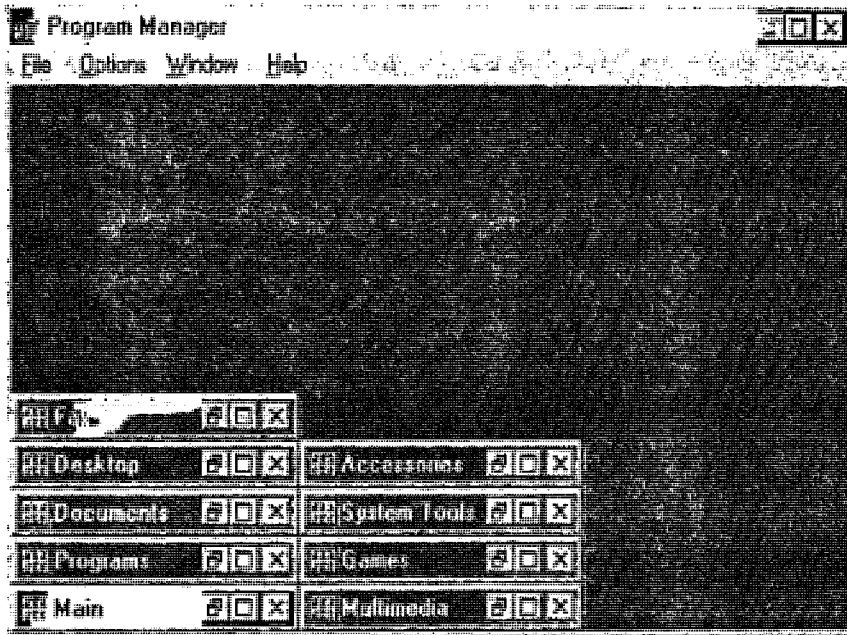 Program Manager
File Options Window Help
Desktop Accessories
Documents System Tools
Programs Games
Main Multimedia